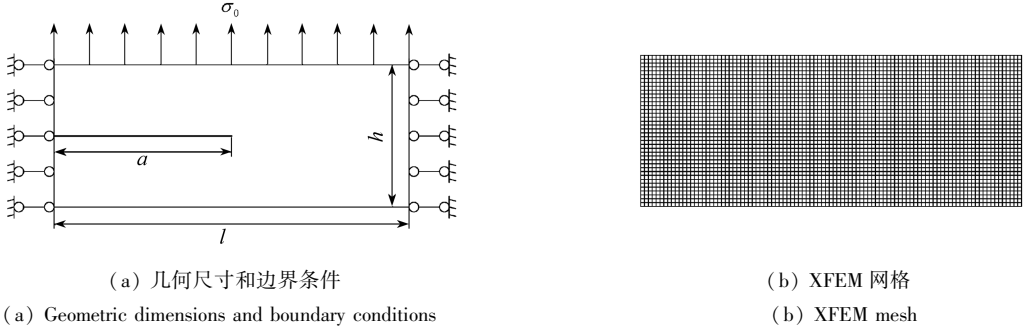 σ₀
a
h
l
(a) 几何尺寸和边界条件
(b) XFEM 网格
(a) Geometric dimensions and boundary conditions
(b) XFEM mesh